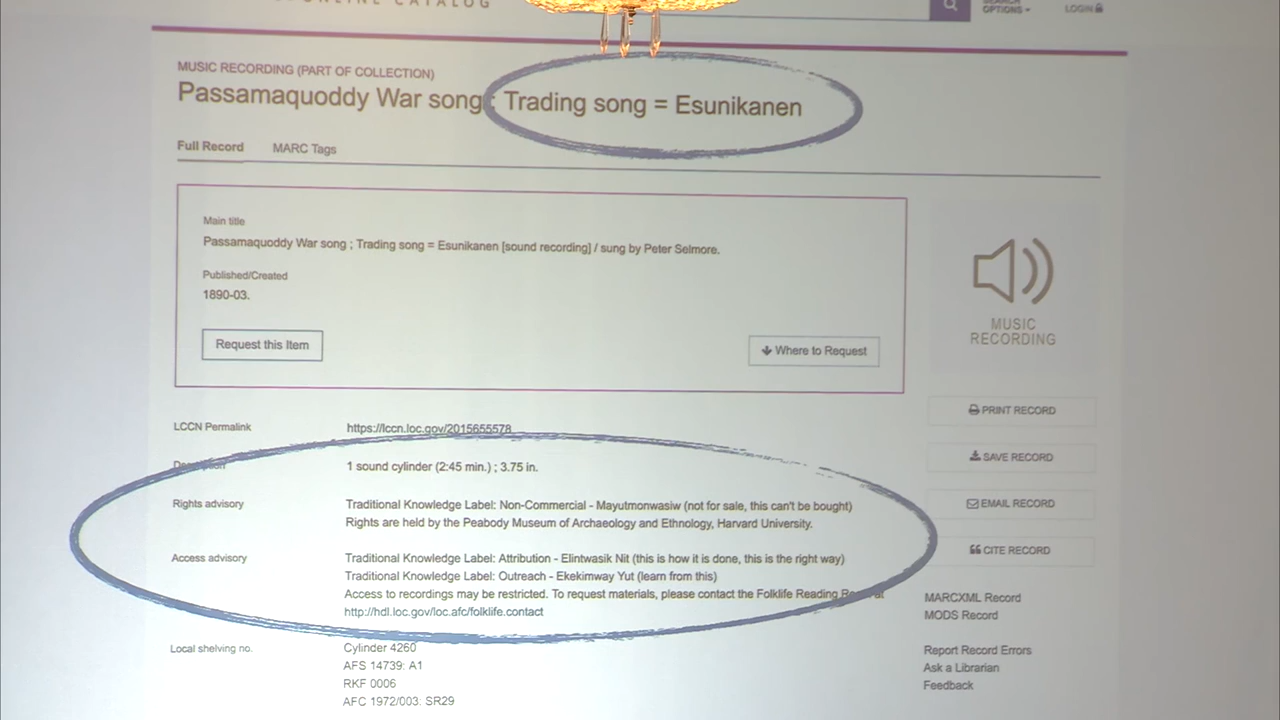 ONLINE CATALOG
SEARCH OPTIONS
LOGIN
MUSIC RECORDING (PART OF COLLECTION)
Passamaquoddy War song ; Trading song = Esunikanen
Full Record MARC Tags
Main title
Passamaquoddy War song ; Trading song = Esunikanen [sound recording] / sung by Peter Selmore.
Published/Created
1890-03.
Request this Item
Where to Request
MUSIC
RECORDING
LCCN Permalink https://lccn.loc.gov/2015655578
Description 1 sound cylinder (2:45 min.) ; 3.75 in.
Rights advisory Traditional Knowledge Label: Non-Commercial - Mayutmonwasiw (not for sale, this can't be bought)
Rights are held by the Peabody Museum of Archaeology and Ethnology, Harvard University.
Access advisory Traditional Knowledge Label: Attribution - Elintwasik Nit (this is how it is done, this is the right way)
Traditional Knowledge Label: Outreach - Ekekimway Yut (learn from this)
Access to recordings may be restricted. To request materials, please contact the Folklife Reading Room at
http://hdl.loc.gov/loc.afc/folklife.contact
Local shelving no. Cylinder 4260
AFS 14739: A1
RKF 0006
AFC 1972/003: SR29
PRINT RECORD
SAVE RECORD
EMAIL RECORD
CITE RECORD
MARCXML Record
MODS Record
Report Record Errors
Ask a Librarian
Feedback